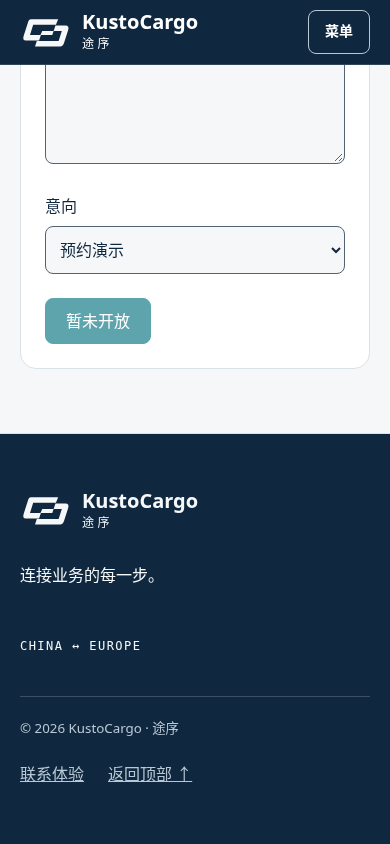 KustoCargo
途序
菜单
意向
预约演示
暂未开放
KustoCargo
途序
连接业务的每一步。
CHINA ↔ EUROPE
© 2026 KustoCargo · 途序
联系体验 返回顶部 ↑